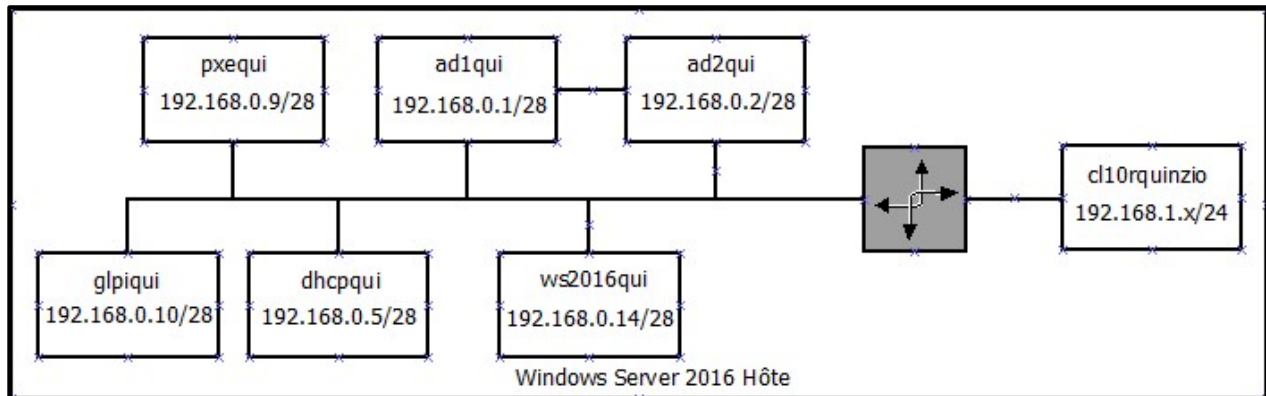 pxequi
192.168.0.9/28
ad1qui
192.168.0.1/28
ad2qui
192.168.0.2/28
cl10rquinzio
192.168.1.x/24
glpiqui
192.168.0.10/28
dhcpqui
192.168.0.5/28
ws2016qui
192.168.0.14/28
Windows Server 2016 Hôte